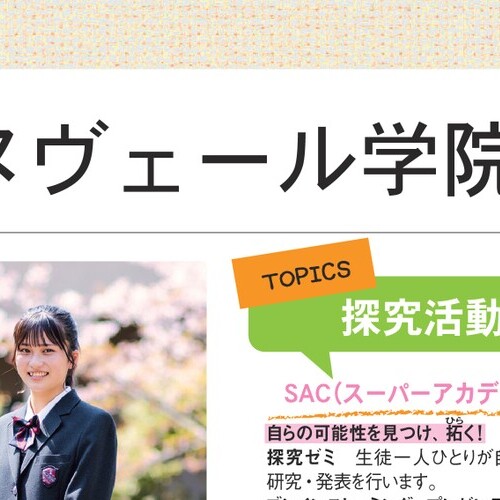 ヌヴェール学院
TOPICS
探究活動
SAC(スーパーアカデ
自らの可能性を見つけ、拓く!
ひら
探究ゼミ 生徒一人ひとりが自
研究・発表を行います。